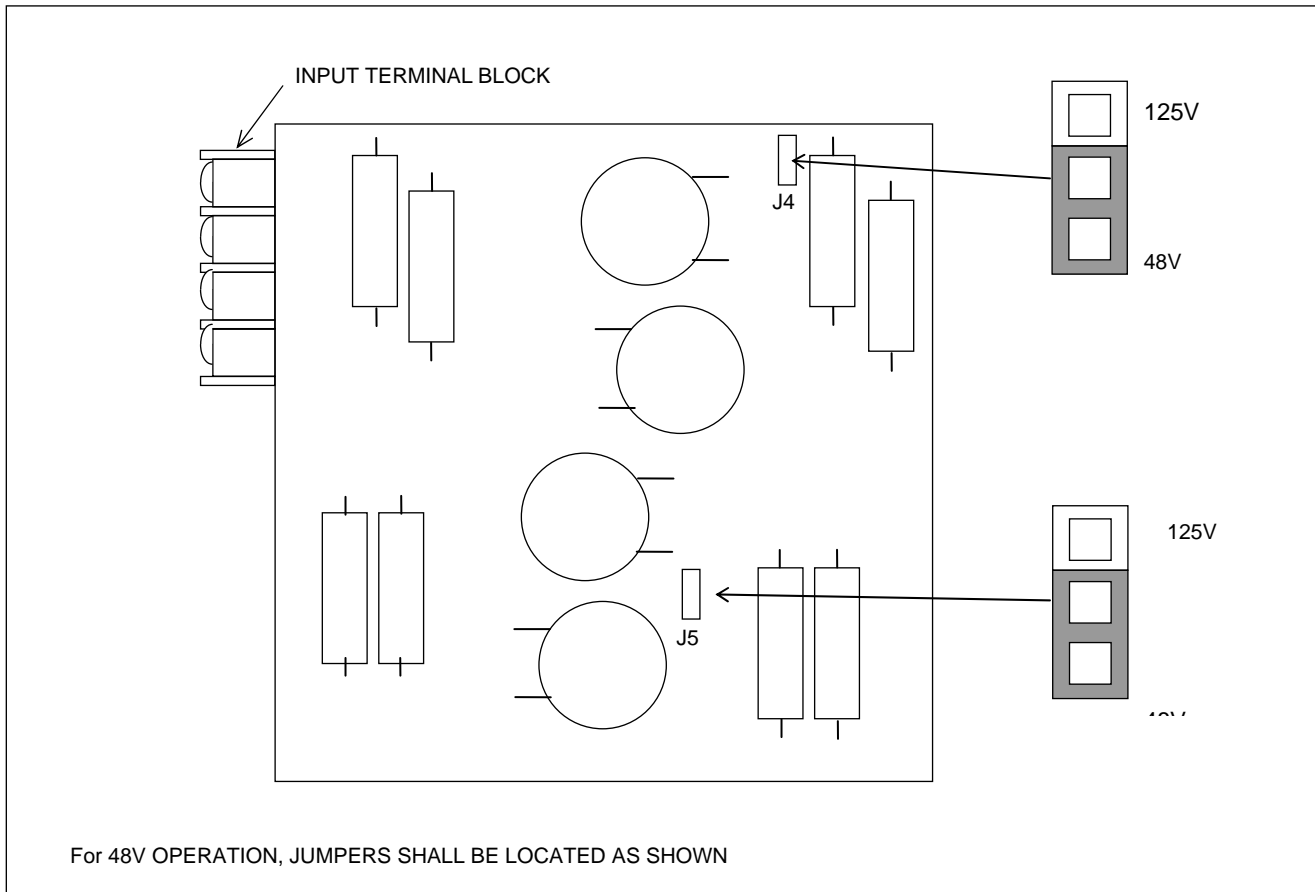 INPUT TERMINAL BLOCK
125V
J4
48V
125V
J5
For 48V OPERATION, JUMPERS SHALL BE LOCATED AS SHOWN